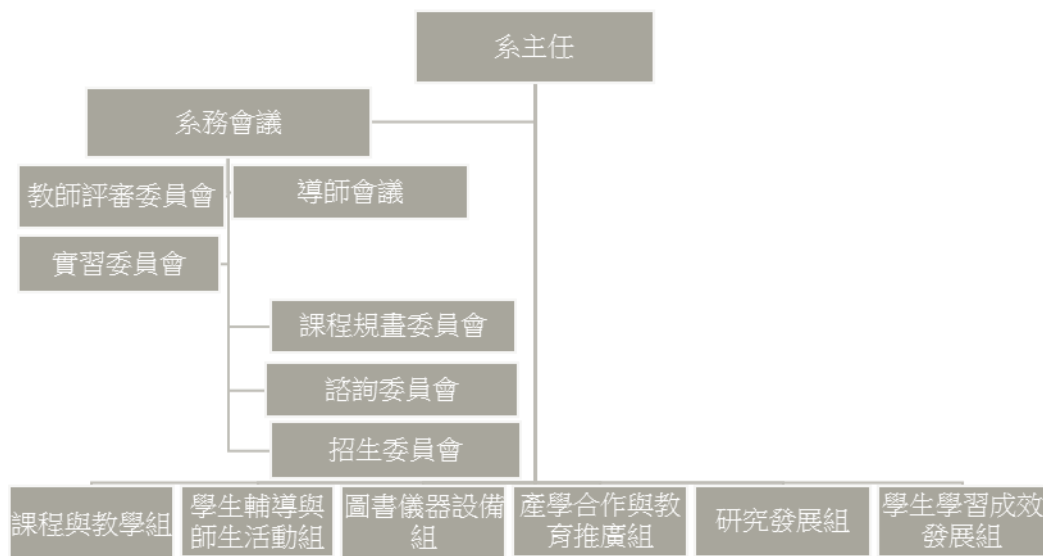 系主任
系務會議
教師評審委員會
導師會議
實習委員會
課程規畫委員會
諮詢委員會
招生委員會
課程與教學組
學生輔導與
師生活動組
圖書儀器設備
組
產學合作與教
育推廣組
研究發展組
學生學習成效
發展組